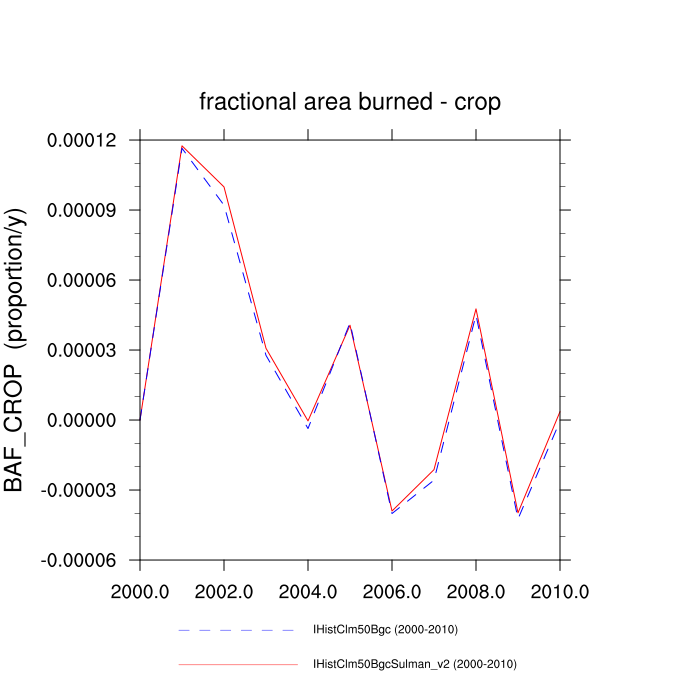 fractional area burned - crop
0.00012
0.00009
0.00006
0.00003
0.00000
-0.00003
-0.00006
BAF_CROP (proportion/y)
2000.0 2002.0 2004.0 2006.0 2008.0 2010.0
IHistClm50Bgc (2000-2010)
IHistClm50BgcSulman_v2 (2000-2010)